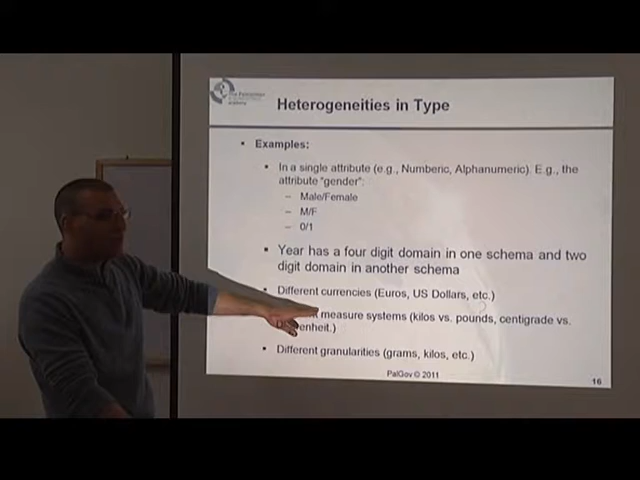 Heterogeneities in Type
• Examples:
• In a single attribute (e.g., Numberic, Alphanumeric). E.g., the
attribute "gender":
– Male/Female
– M/F
– 0/1
• Year has a four digit domain in one schema and two
digit domain in another schema
• Different currencies (Euros, US Dollars, etc.)
measure systems (kilos vs. pounds, centigrade vs.
enheit.)
• Different granularities (grams, kilos, etc.)
PalGov © 2011
16